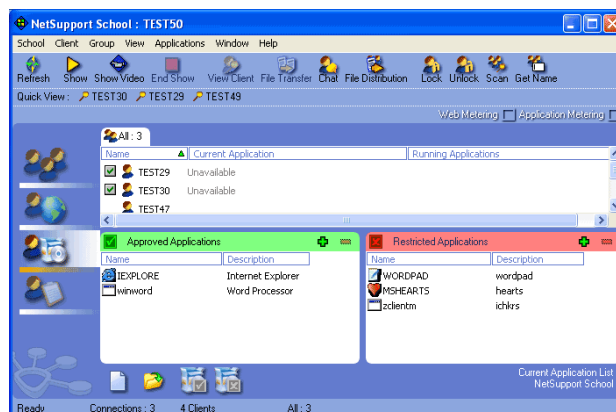 NetSupport School : TEST50
School Client Group View Applications Window Help
Refresh Show Show Video End Show View Client File Transfer Chat File Distribution Lock Unlock Scan Get Name
Quick View : TEST30 TEST29 TEST49
Web Metering Application Metering
All : 3
Name Current Application Running Applications
TEST29 Unavailable
TEST30 Unavailable
TEST47
Approved Applications
Name Description
IEXPLORE Internet Explorer
winword Word Processor
Restricted Applications
Name Description
WORDPAD wordpad
MSHEARTS hearts
zclientm ichkrs
Current Application List
NetSupport School
Ready Connections : 3 4 Clients All : 3